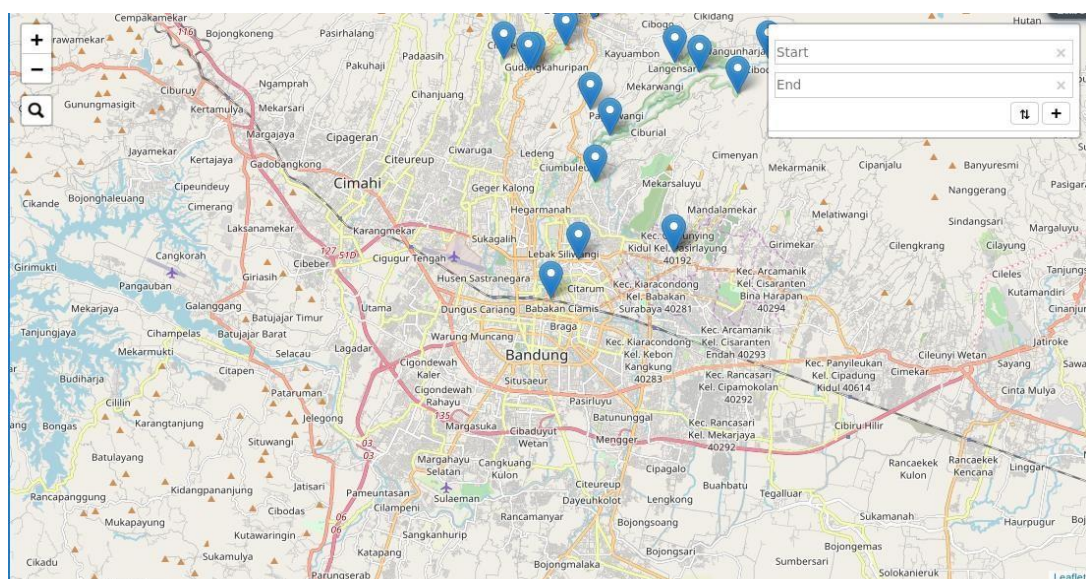 Cempakamekar
Bojongkoneng
Pasirhalang
116
Cibogo
Cikidang
Hutan
+
Padaasih
Kayuambon
Start
×
−
Pakuhaji
Gudangkahuripan
Langensari
Mekarwangi
End
×
Ngamprah
Cihanjuang
Ciburuy
Gunungmasigit
Kertamulya
Mekarsari
⇅
+
Margajaya
Cipageran
Ciwaruga
Ciburial
Jayamekar
Kertajaya
Gadobangkong
Citeureup
Ledeng
Cimenyan
Mekarmanik
Cipanjalu
Banyuresmi
Cipeundeuy
Cimahi
Geger Kalong
Mekarsaluyu
Nanggerang
Cikande
Bojonghaleuang
Cimerang
Hegarmanah
Mandalamekar
Melatiwangi
Sindangsari
Laksanamekar
Karangmekar
Sukagalih
Girimekar
Cilengkrang
Cilayung
Margaluyu
Cangkorah
127
51D
Cibeber
Cigugur Tengah
Lebak Siliwangi
40192
Girimukti
Pangauban
Giriasih
Husen Sastranegara
Citarum
Kec. Kiaracondong
Kel. Babakan
Surabaya 40281
Kec. Arcamanik
Kel. Cisaranten
Bina Harapan
40294
Cileles
Kutamandiri
Mekarjaya
Galanggang
Batujajar Timur
Utama
Dungus Cariang
Babakan Ciamis
Tanjungjaya
Cihampelas
Batujajar Barat
Warung Muncang
Braga
Kec. Kiaracondong
Kel. Kebon
Kangkung
40283
Kec. Arcamanik
Kel. Cisaranten
Endah 40293
Jatiroke
Mekarmukti
Selacau
Lagadar
Cigondewah
Kaler
Bandung
Cileunyi Wetan
Sayang
Citapen
Situsaeur
Kec. Rancasari
Kel. Cipamokolan
40292
Kec. Panyileukan
Kel. Cipadung
Kidul 40614
Cimekar
Budiharja
Pataruman
Cigondewah
Rahayu
Pasirluyu
Cinta Mulya
Cililin
Jelegong
135
Margasuka
Batununggal
Kec. Rancasari
Kel. Mekarjaya
40292
Cibiru Hilir
Bongas
Karangtanjung
Situwangi
03
03
Cibaduyut
Wetan
Mengger
Batulayang
Margahayu
Selatan
Cangkuang
Kulon
Cipagalo
Rancaekek
Kulon
Rancaekek
Kencana
Linggar
Rancapanggung
Kidangpananjung
Jatisari
Pameuntasan
Sulaeman
Citeureup
Dayeuhkolot
Lengkong
Buahbatu
Tegalluar
Cibodas
Cilampeni
Mukapayung
06
06
Rancamanyar
Bojongsoang
Sukamanah
Haurpugur
Kutawaringin
Sangkanhurip
Bojongemas
Cikadu
Sukamulya
Katapang
Bojongmalaka
Bojongsari
Sumbersari
Parungserab
Solokanjeruk
Leaflet